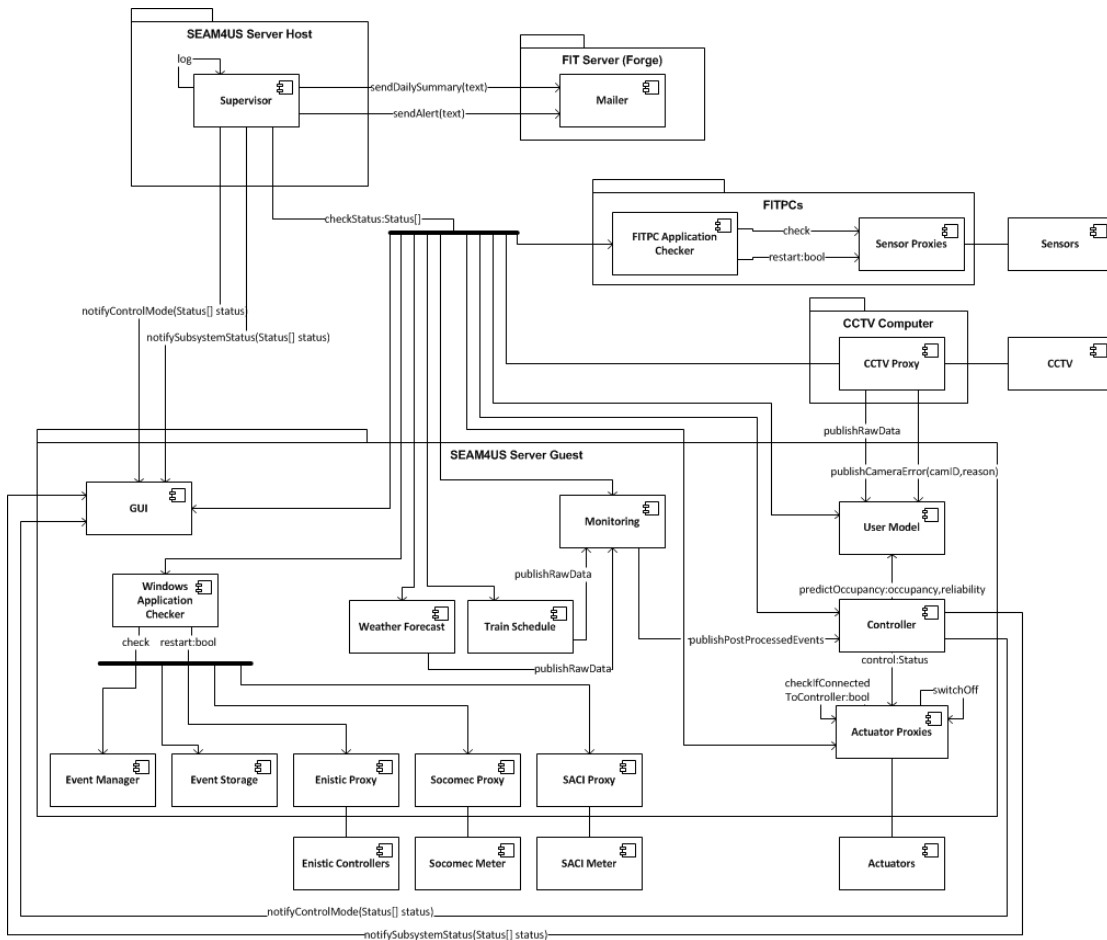 SEAM4US Server Host
log
Supervisor
sendDailySummary(text)
sendAlert(text)
FIT Server (Forge)
Mailer
checkStatus:Status[]
FITPCs
FITPC Application
Checker
check
restart:bool
Sensor Proxies
Sensors
notifyControlMode(Status[] status)
notifySubsystemStatus(Status[] status)
CCTV Computer
CCTV Proxy
CCTV
publishRawData
publishCameraError(camID,reason)
SEAM4US Server Guest
GUI
Monitoring
User Model
Windows
Application
Checker
publishRawData
predictOccupancy:occupancy,reliability
Weather Forecast
Train Schedule
Controller
check
restart:bool
publishPostProcessedEvents
publishRawData
control:Status
checkIfConnected
ToController:bool
switchOff
Actuator Proxies
Event Manager
Event Storage
Enistic Proxy
Socomec Proxy
SACI Proxy
Enistic Controllers
Socomec Meter
SACI Meter
Actuators
notifyControlMode(Status[] status)
notifySubsystemStatus(Status[] status)